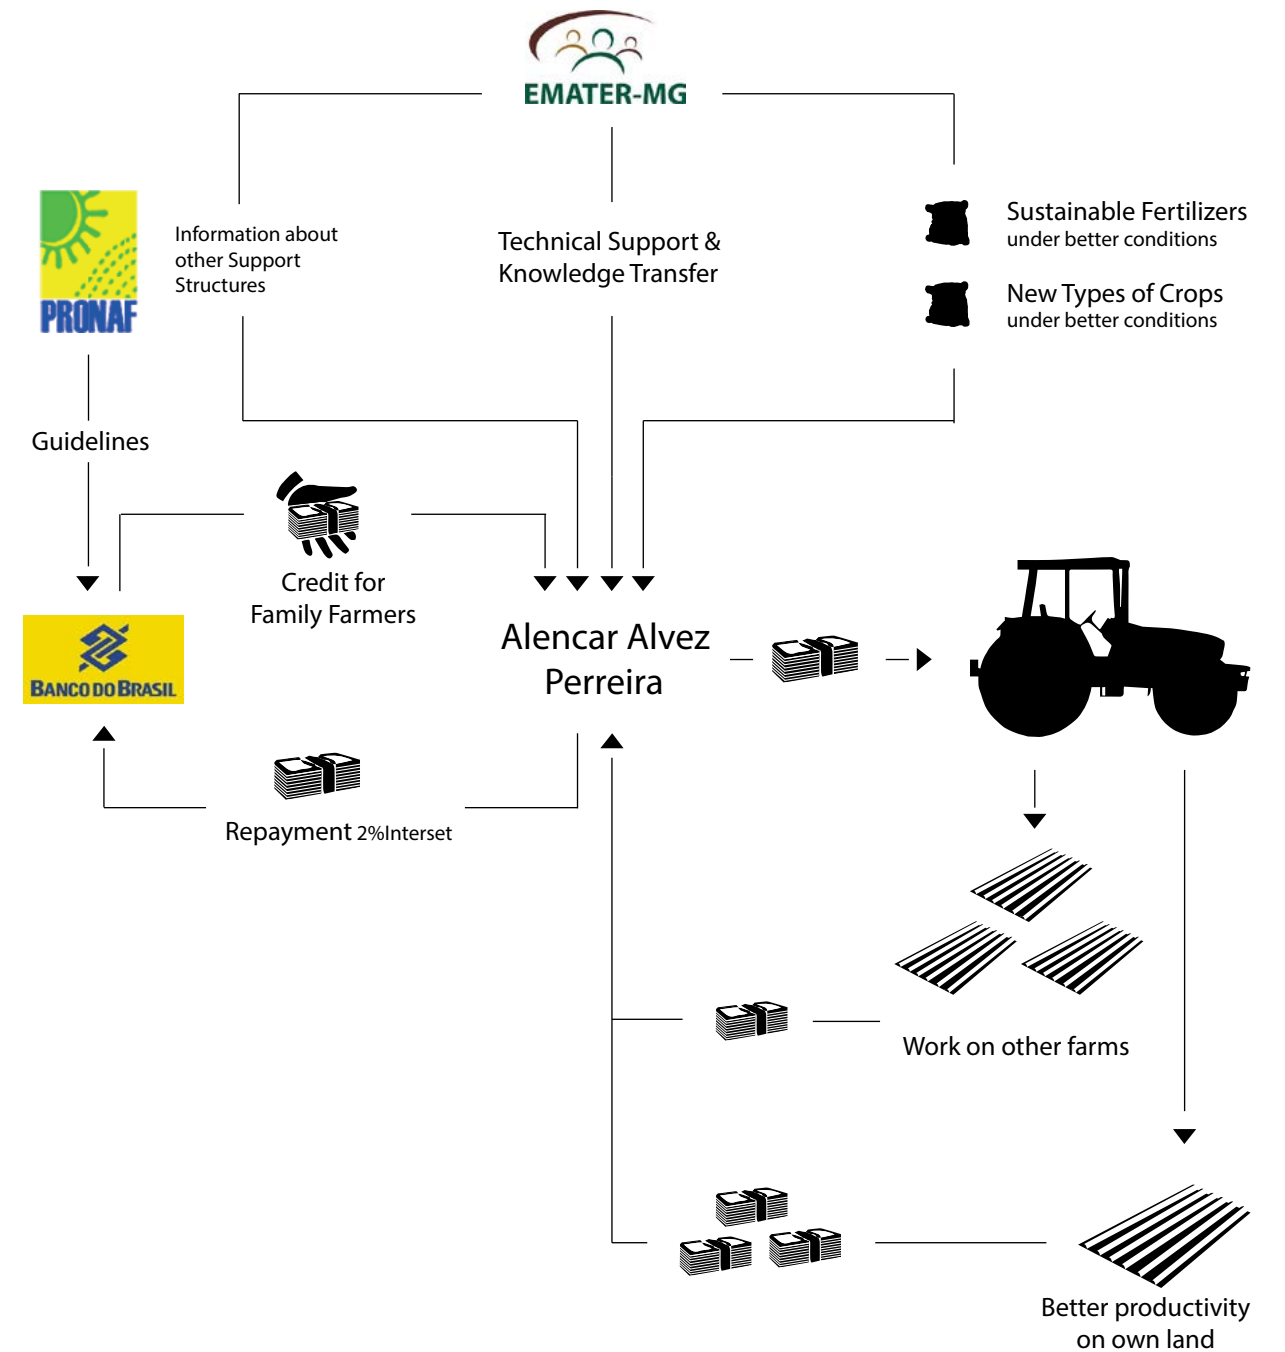 EMATER-MG
PRONAF
Information about
other Support
Structures
Technical Support &
Knowledge Transfer
Sustainable Fertilizers
under better conditions
New Types of Crops
under better conditions
Guidelines
Credit for
Family Farmers
BANCO DO BRASIL
Alencar Alvez
Perreira
Repayment 2%Interset
Work on other farms
Better productivity
on own land